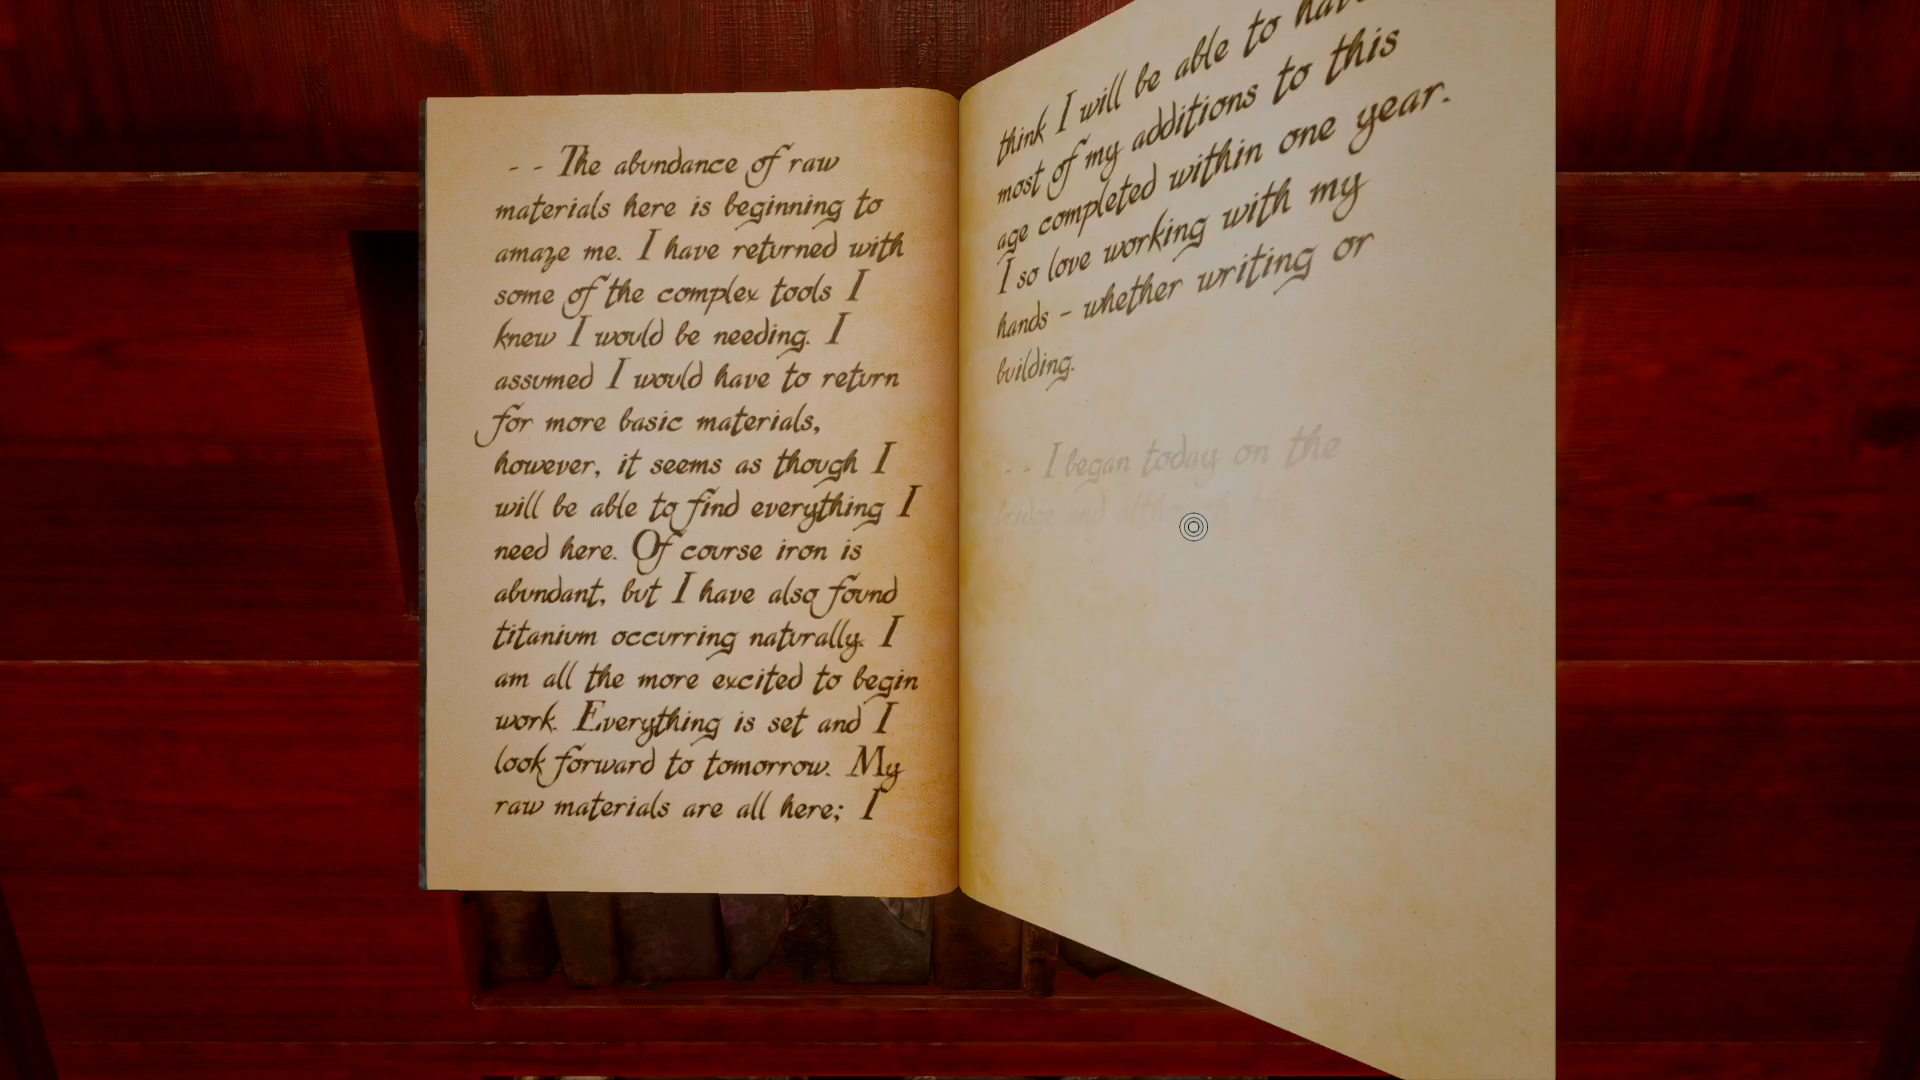 - - The abundance of raw
materials here is beginning to
amaze me. I have returned with
some of the complex tools I
knew I would be needing. I
assumed I would have to return
for more basic materials,
however, it seems as though I
will be able to find everything I
need here. Of course iron is
abundant, but I have also found
titanium occurring naturally. I
am all the more excited to begin
work. Everything is set and I
look forward to tomorrow. My
raw materials are all here; I
think I will be able to have
most of my additions to this
age completed within one year.
I so love working with my
hands - whether writing or
building.
- - I began today on the
bridge and although the